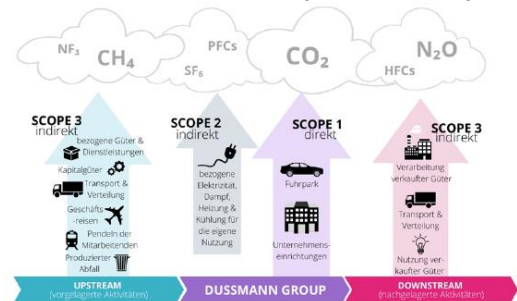 NF₃
CH₄
PFCs
SF₆
CO₂
N₂O
HFCs
SCOPE 3
indirekt
bezogene Güter &
Dienstleistungen
Kapitalgüter
Transport &
Verteilung
Geschäfts
-reisen
Pendeln der
Mitarbeitenden
Produzierter
Abfall
SCOPE 2
indirekt
bezogene
Elektrizität,
Dampf,
Heizung &
Kühlung für
die eigene
Nutzung
SCOPE 1
direkt
Fuhrpark
Unternehmens
einrichtungen
SCOPE 3
indirekt
Verarbeitung
verkaufter Güter
Transport &
Verteilung
Nutzung ver-
kaufter Güter
UPSTREAM
(vorgelagerte Aktivitäten)
DUSSMANN GROUP
DOWNSTREAM
(nachgelagerte Aktivitäten)